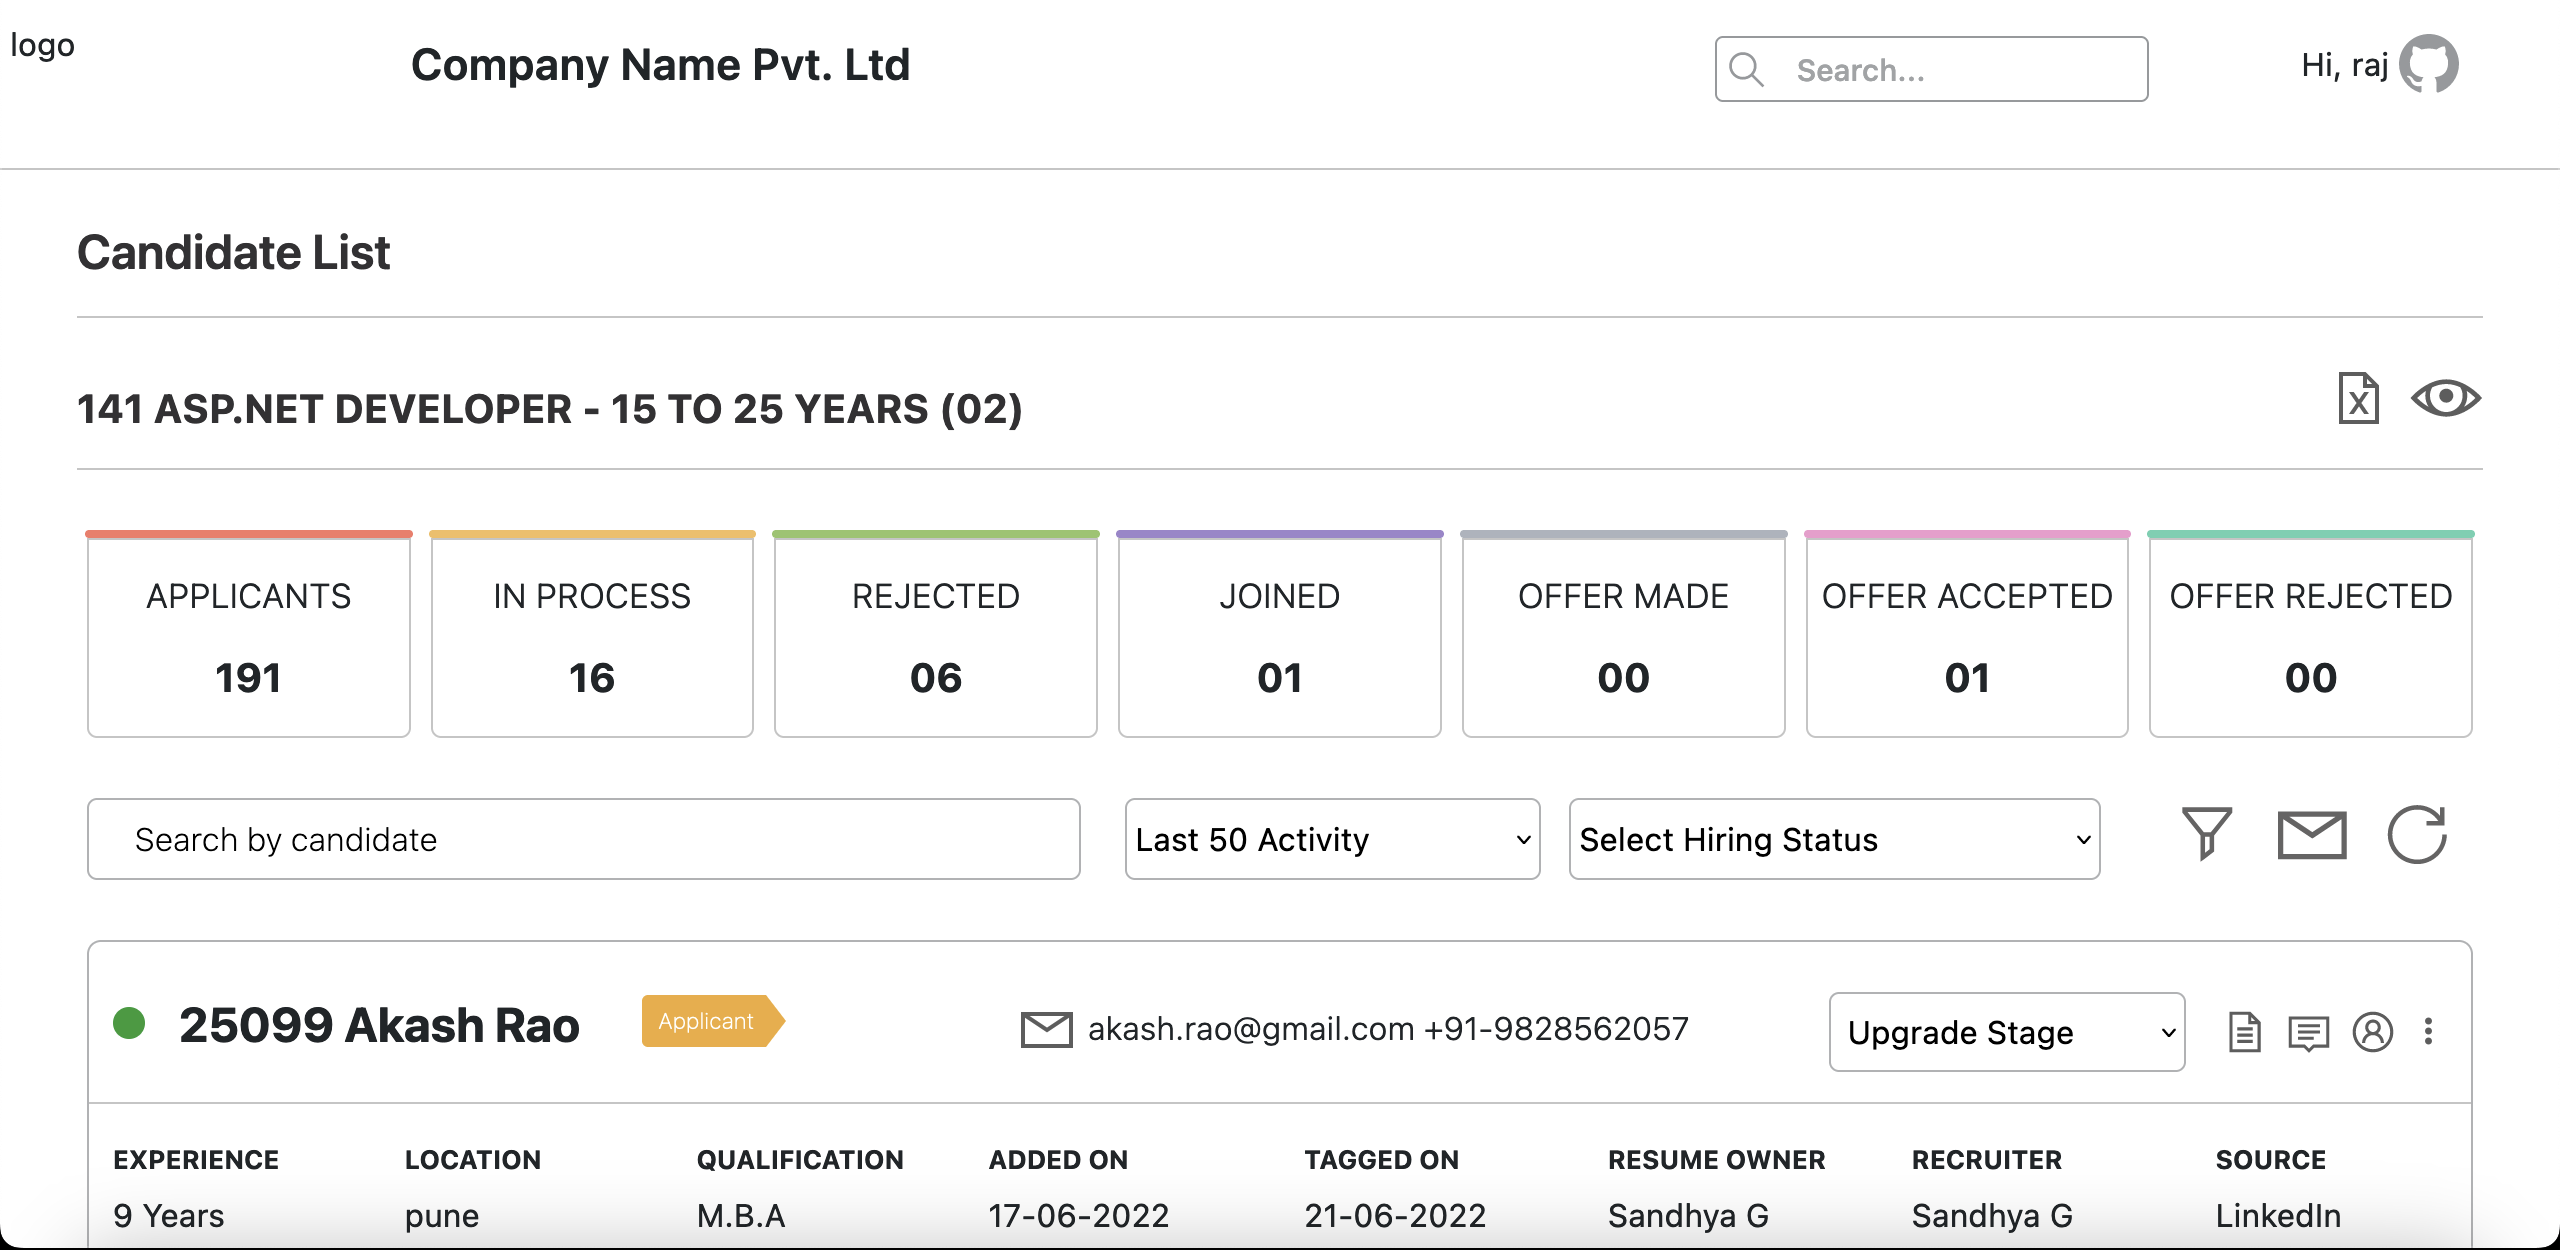 logo
Company Name Pvt. Ltd
Search...
Hi, raj
Candidate List
141 ASP.NET DEVELOPER - 15 TO 25 YEARS (02)
X
APPLICANTS IN PROCESS REJECTED JOINED OFFER MADE OFFER ACCEPTED OFFER REJECTED
191 16 06 01 00 01 00
Search by candidate Last 50 Activity Select Hiring Status
25099 Akash Rao Applicant akash.rao@gmail.com +91-9828562057 Upgrade Stage
EXPERIENCE LOCATION QUALIFICATION ADDED ON TAGGED ON RESUME OWNER RECRUITER SOURCE
9 Years pune M.B.A 17-06-2022 21-06-2022 Sandhya G Sandhya G LinkedIn